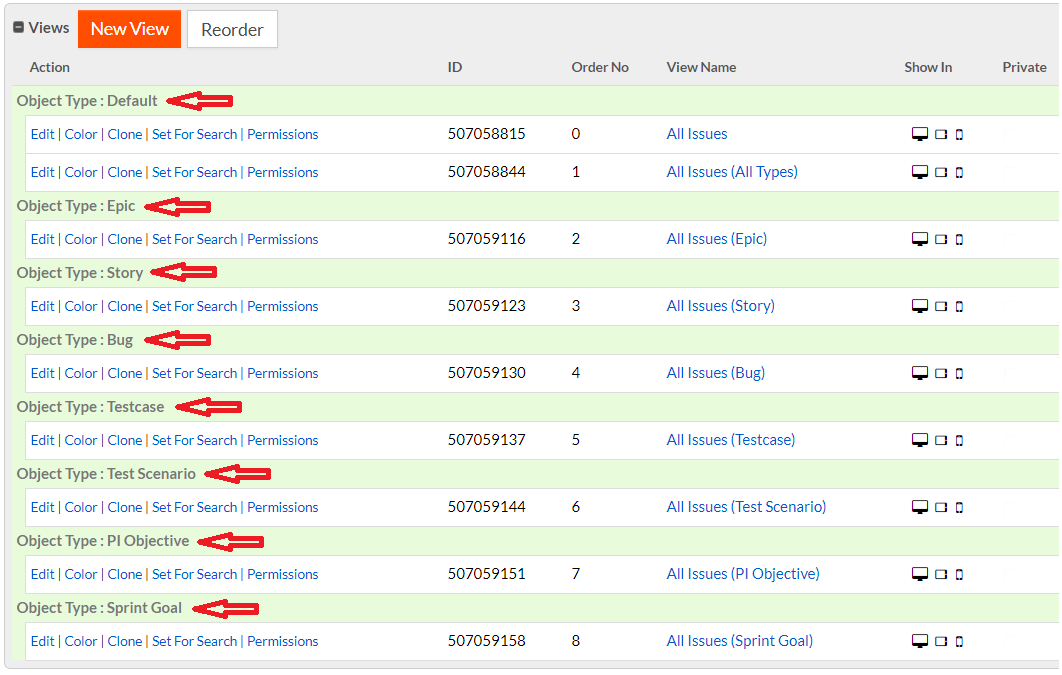 Views New View Reorder
Action ID Order No View Name Show In Private
Object Type : Default
Edit | Color | Clone | Set For Search | Permissions 507058815 0 All Issues
Edit | Color | Clone | Set For Search | Permissions 507058844 1 All Issues (All Types)
Object Type : Epic
Edit | Color | Clone | Set For Search | Permissions 507059116 2 All Issues (Epic)
Object Type : Story
Edit | Color | Clone | Set For Search | Permissions 507059123 3 All Issues (Story)
Object Type : Bug
Edit | Color | Clone | Set For Search | Permissions 507059130 4 All Issues (Bug)
Object Type : Testcase
Edit | Color | Clone | Set For Search | Permissions 507059137 5 All Issues (Testcase)
Object Type : Test Scenario
Edit | Color | Clone | Set For Search | Permissions 507059144 6 All Issues (Test Scenario)
Object Type : PI Objective
Edit | Color | Clone | Set For Search | Permissions 507059151 7 All Issues (PI Objective)
Object Type : Sprint Goal
Edit | Color | Clone | Set For Search | Permissions 507059158 8 All Issues (Sprint Goal)